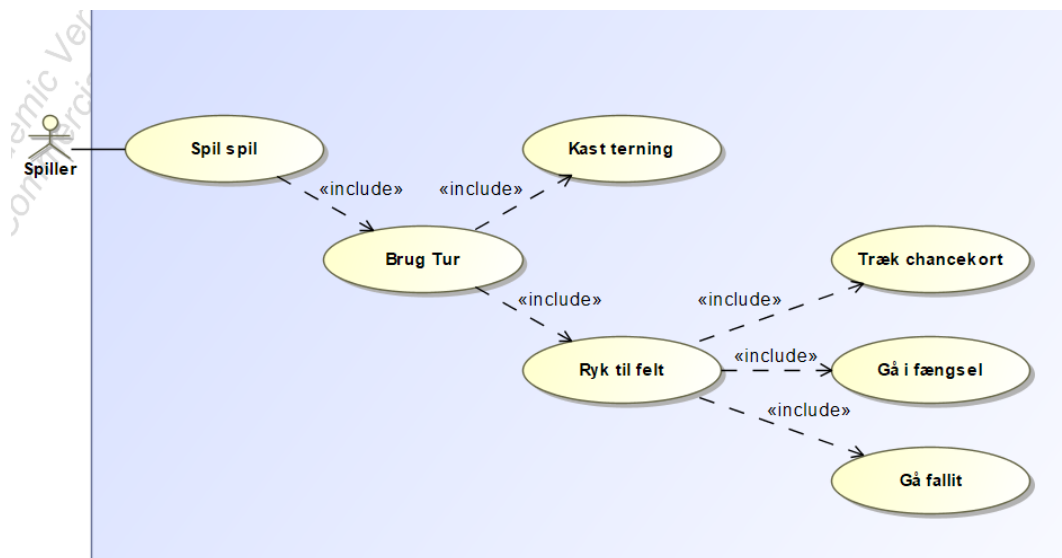 Spil spil
Kast terning
Spiller
«include»
«include»
Brug Tur
Træk chancekort
«include»
«include»
Ryk til felt
«include»
Gå i fængsel
«include»
Gå fallit